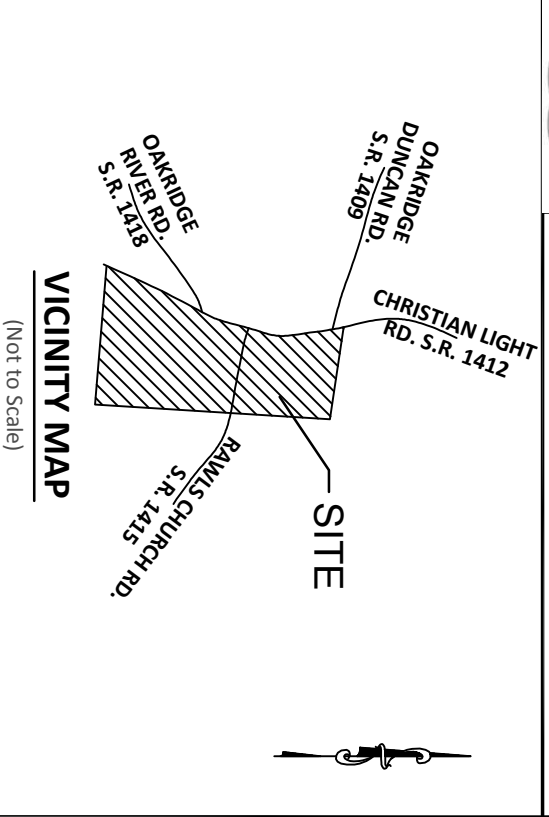 OAKRIDGE
DUNCAN RD.
S.R. 1409
CHRISTIAN LIGHT
RD. S.R. 1412
OAKRIDGE
RIVER RD.
S.R. 1418
SITE
RAWLS CHURCH RD.
S.R. 1415
VICINITY MAP
(Not to Scale)